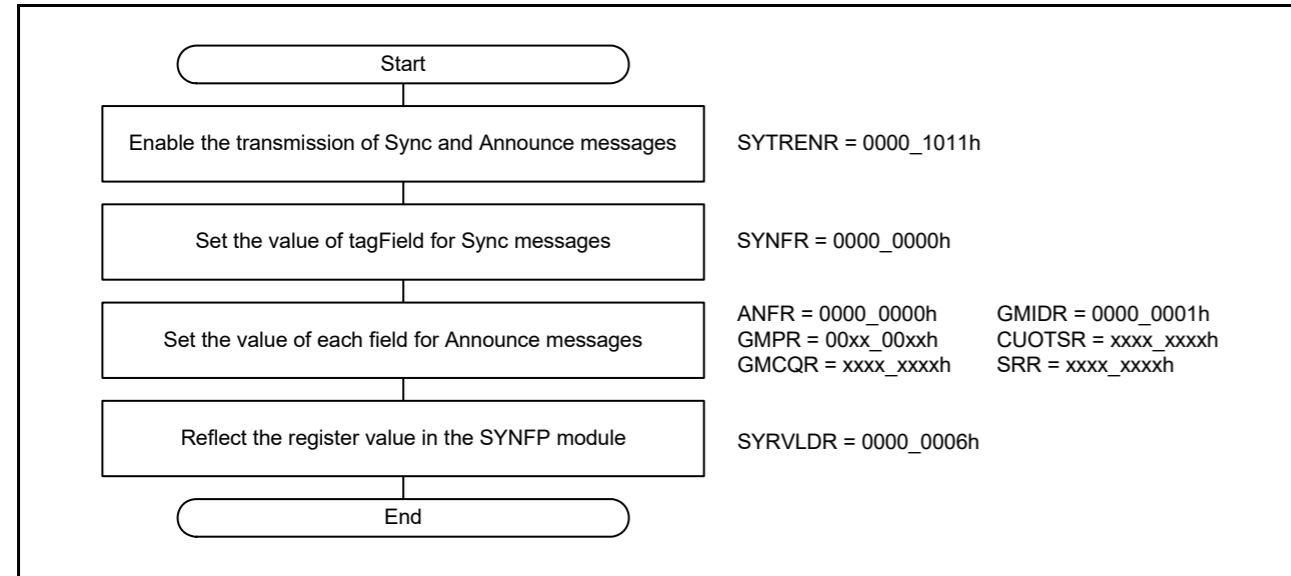 Start
Enable the transmission of Sync and Announce messages
SYTRENR = 0000_1011h
Set the value of tagField for Sync messages
SYNFR = 0000_0000h
Set the value of each field for Announce messages
ANFR = 0000_0000h GMIDR = 0000_0001h
GMPR = 00xx_00xxh CUOTSR = xxxx_xxxxh
GMCQR = xxxx_xxxxh SRR = xxxx_xxxxh
Reflect the register value in the SYNFP module
SYRVLDR = 0000_0006h
End